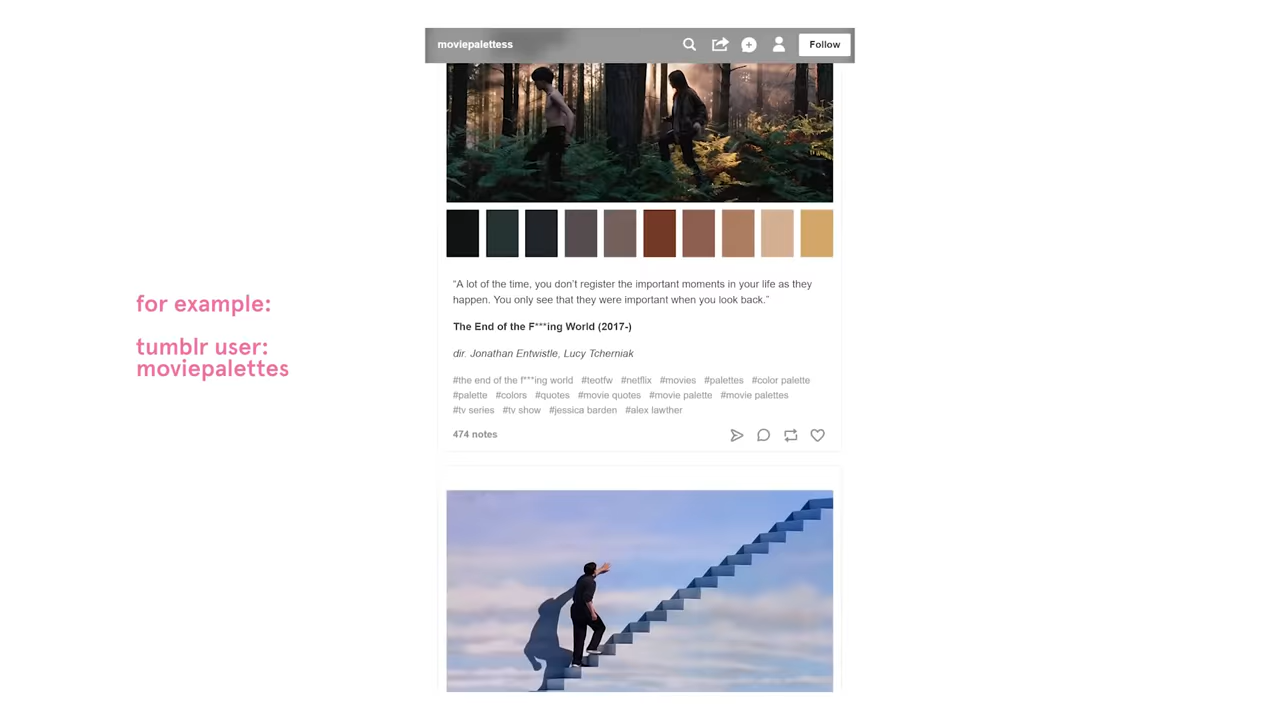 moviepalettess
Follow
for example:
tumblr user:
moviepalettes
“A lot of the time, you don’t register the important moments in your life as they
happen. You only see that they were important when you look back.”
The End of the F***ing World (2017-)
dir. Jonathan Entwistle, Lucy Tcherniak
#the end of the f***ing world #teotfw #netflix #movies #palettes #color palette
#palette #colors #quotes #movie quotes #movie palette #movie palettes
#tv series #tv show #jessica barden #alex lawther
474 notes